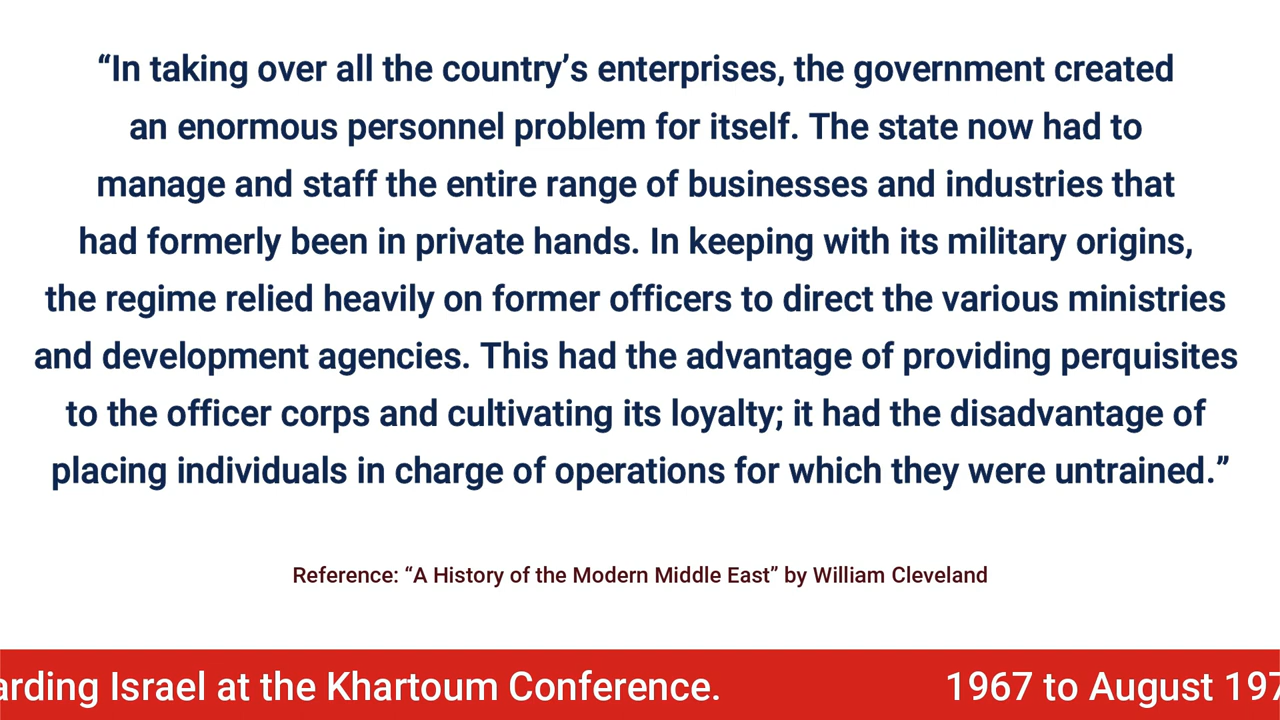 “In taking over all the country’s enterprises, the government created
an enormous personnel problem for itself. The state now had to
manage and staff the entire range of businesses and industries that
had formerly been in private hands. In keeping with its military origins,
the regime relied heavily on former officers to direct the various ministries
and development agencies. This had the advantage of providing perquisites
to the officer corps and cultivating its loyalty; it had the disadvantage of
placing individuals in charge of operations for which they were untrained.”
Reference: “A History of the Modern Middle East” by William Cleveland
Israel at the Khartoum Conference. 1967 to August